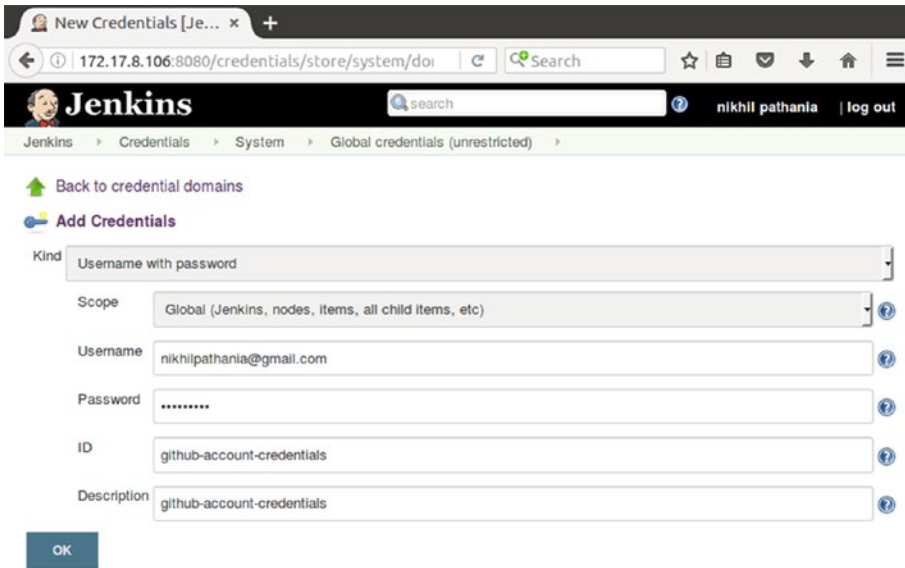 New Credentials [Je... × +
172.17.8.106:8080/credentials/store/system/do Search
Jenkins search nikhil pathania | log out
Jenkins Credentials System Global credentials (unrestricted)
Back to credential domains
Add Credentials
Kind Username with password
Scope Global (Jenkins, nodes, items, all child items, etc)
Username nikhilpathania@gmail.com
Password •••••••••
ID github-account-credentials
Description github-account-credentials
OK